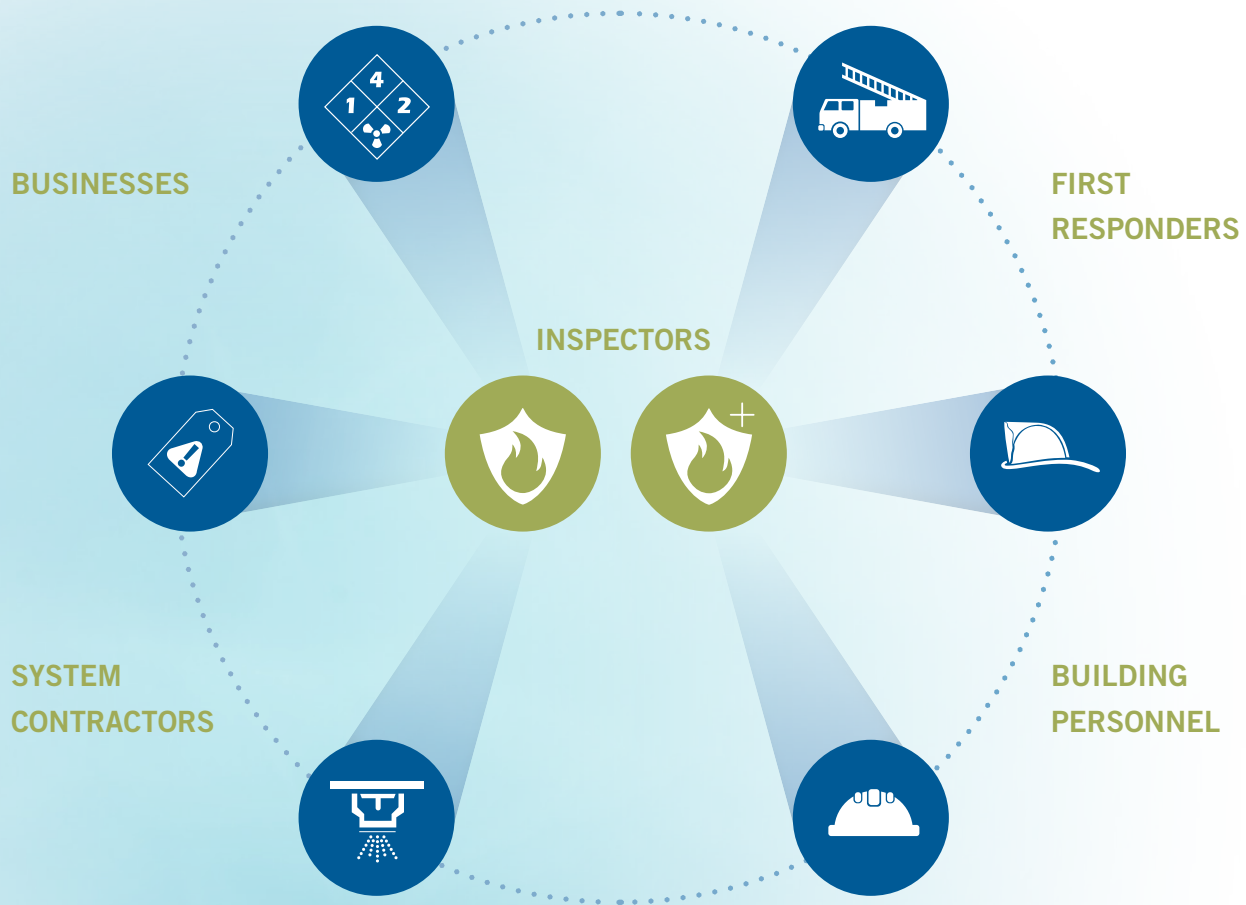 4
1 2
BUSINESSES
FIRST
RESPONDERS
INSPECTORS
!
SYSTEM
CONTRACTORS
BUILDING
PERSONNEL